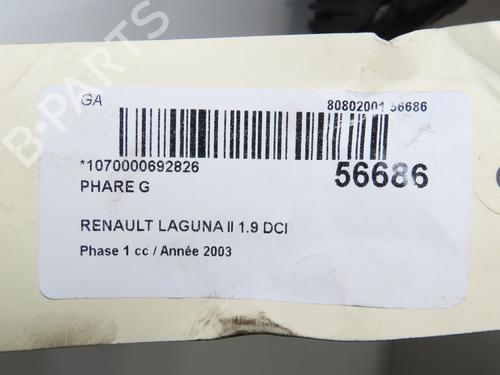 GA
80802001 56686
*1070000692826
56686
PHARE G
RENAULT LAGUNA II 1.9 DCI
Phase 1 cc / Année 2003
B-PARTS